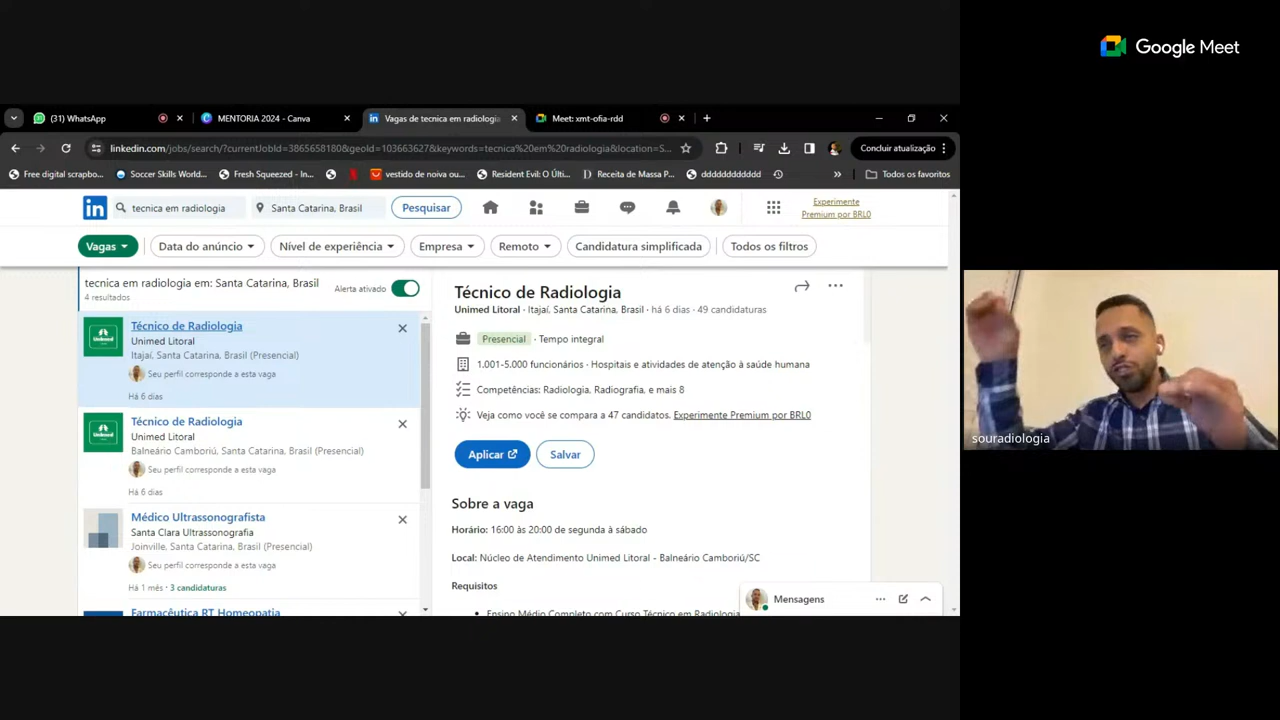 Google Meet
(31) WhatsApp
MENTORIA 2024 - Canva
Vagas de tecnica em radiologia
Meet: xmt-ofia-rdd
linkedin.com/jobs/search/?currentJobId=3865658180&geoId=103663627&keywords=tecnica%20em%20radiologia&location=S...
Concluir atualização
Free digital scrapbo...
Soccer Skills World...
Fresh Squeezed - In...
vestido de noiva ou...
Resident Evil: O Últi...
Receita de Massa P...
dddddddddddd
Todos os favoritos
tecnica em radiologia
Santa Catarina, Brasil
Pesquisar
Experimente
Premium por BRL0
Vagas
Data do anúncio
Nível de experiência
Empresa
Remoto
Candidatura simplificada
Todos os filtros
tecnica em radiologia em: Santa Catarina, Brasil
4 resultados
Alerta ativado
Técnico de Radiologia
Unimed Litoral
Itajaí, Santa Catarina, Brasil (Presencial)
Seu perfil corresponde a esta vaga
Há 6 dias
Técnico de Radiologia
Unimed Litoral
Balneário Camboriú, Santa Catarina, Brasil (Presencial)
Seu perfil corresponde a esta vaga
Há 6 dias
Médico Ultrassonografista
Santa Clara Ultrassonografia
Joinville, Santa Catarina, Brasil (Presencial)
Seu perfil corresponde a esta vaga
Há 1 mês · 3 candidaturas
Farmacêutica RT Homeopatia
Técnico de Radiologia
Unimed Litoral · Itajaí, Santa Catarina, Brasil · há 6 dias · 49 candidaturas
Presencial · Tempo integral
1.001-5.000 funcionários · Hospitais e atividades de atenção à saúde humana
Competências: Radiologia, Radiografia, e mais 8
Veja como você se compara a 47 candidatos. Experimente Premium por BRL0
Aplicar
Salvar
Sobre a vaga
Horário: 16:00 às 20:00 de segunda à sábado
Local: Núcleo de Atendimento Unimed Litoral - Balneário Camboriú/SC
Requisitos
Ensino Médio Completo com Curso Técnico em Radiologia
Mensagens
souradiologia